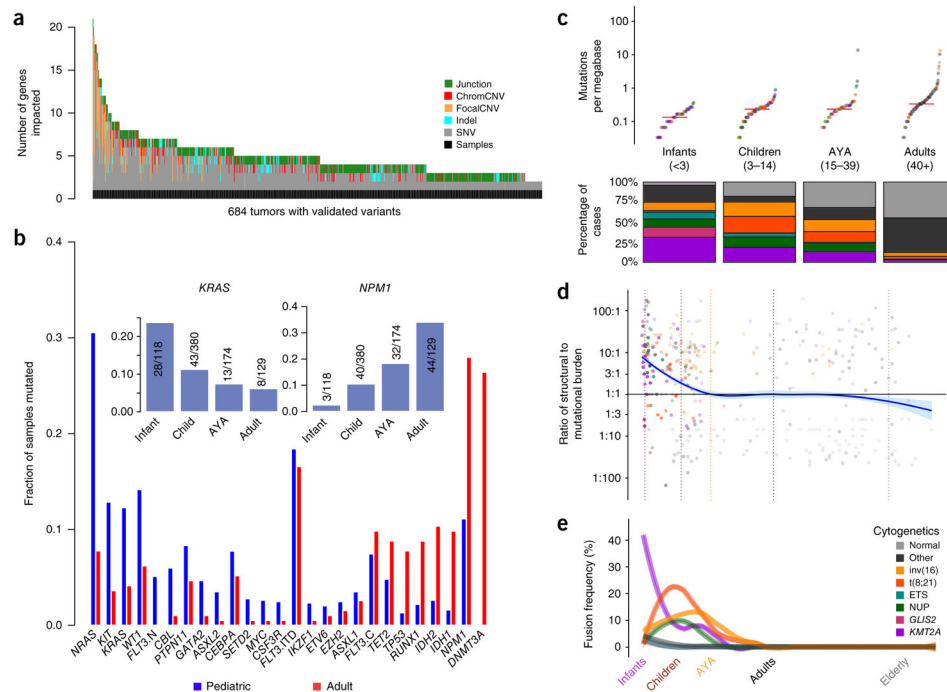 a
Number of genes
impacted
20
15
10
5
0
Junction
ChromCNV
FocalCNV
Indel
SNV
Samples
684 tumors with validated variants
b
Fraction of samples mutated
0.4
0.3
0.2
0.1
0.0
KRAS
0.20
0.15
0.10
0.05
0.00
28/118
43/380
13/174
8/129
Infant
Child
AYA
Adult
NPM1
0.4
0.3
0.2
0.1
0.0
3/118
40/380
32/174
44/129
Infant
Child
AYA
Adult
NRAS
KIT
KRAS
WT1
FLT3.N
CBL
PTPN11
GATA2
ASXL2
CEBPA
SETD2
MYC
CSF3R
FLT3.ITD
IKZF1
ETV6
EZH2
ASXL1
FLT3.C
TET2
TP53
RUNX1
IDH2
IDH1
NPM1
DNMT3A
Pediatric
Adult
c
Mutations
per megabase
100
10
1
0.1
Infants
(<3)
Children
(3–14)
AYA
(15–39)
Adults
(40+)
Percentage of
cases
100%
75%
50%
25%
0%
d
Ratio of structural to
mutational burden
100:1
10:1
3:1
1:1
1:3
1:10
1:100
e
Fusion frequency (%)
40
30
20
10
0
Cytogenetics
Normal
Other
inv(16)
t(8;21)
ETS
NUP
GLIS2
KMT2A
Infants
Children
AYA
Adults
Elderly